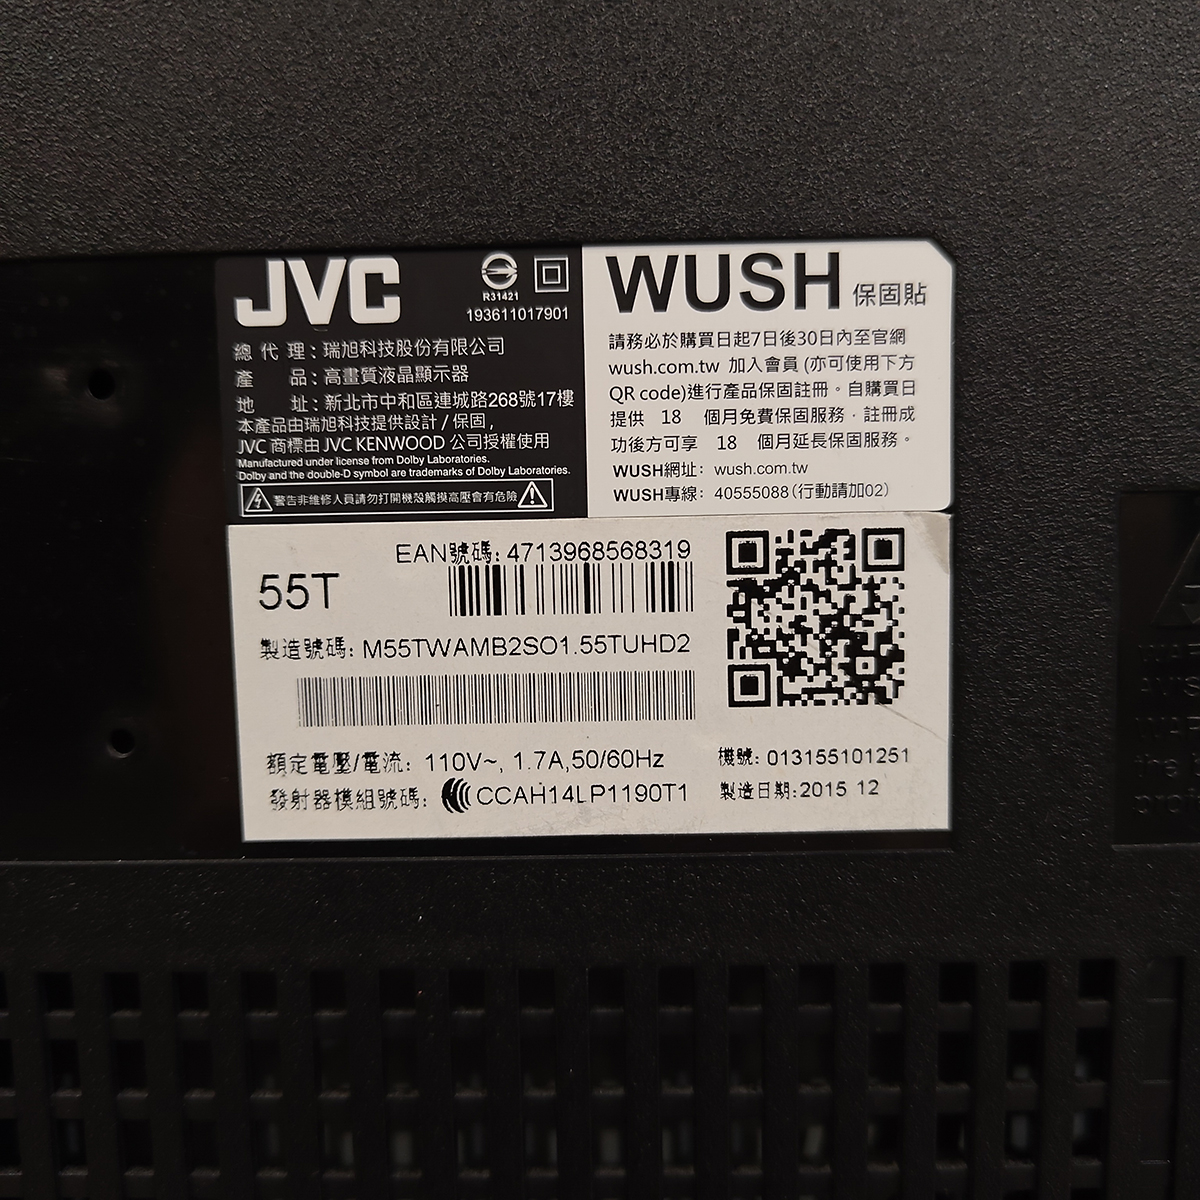 JVC
R31421
193611017901
總代理：瑞旭科技股份有限公司
產品：高畫質液晶顯示器
地址：新北市中和區連城路268號17樓
本產品由瑞旭科技提供設計/保固，
JVC 商標由 JVC KENWOOD 公司授權使用
Manufactured under license from Dolby Laboratories.
Dolby and the double-D symbol are trademarks of Dolby Laboratories.
警告非維修人員請勿打開機殼觸摸高壓會有危險
WUSH 保固貼
請務必於購買日起7日後30日內至官網
wush.com.tw 加入會員 (亦可使用下方
QR code)進行產品保固註冊。自購買日
提供 18 個月免費保固服務，註冊成
功後方可享 18 個月延長保固服務。
WUSH網址：wush.com.tw
WUSH專線：40555088(行動請加02)
EAN號碼：4713968568319
55T
製造號碼：M55TWAMB2SO1.55TUHD2
額定電壓/電流：110V~, 1.7A,50/60Hz
發射器模組號碼：CCAH14LP1190T1
機號：013155101251
製造日期：2015 12